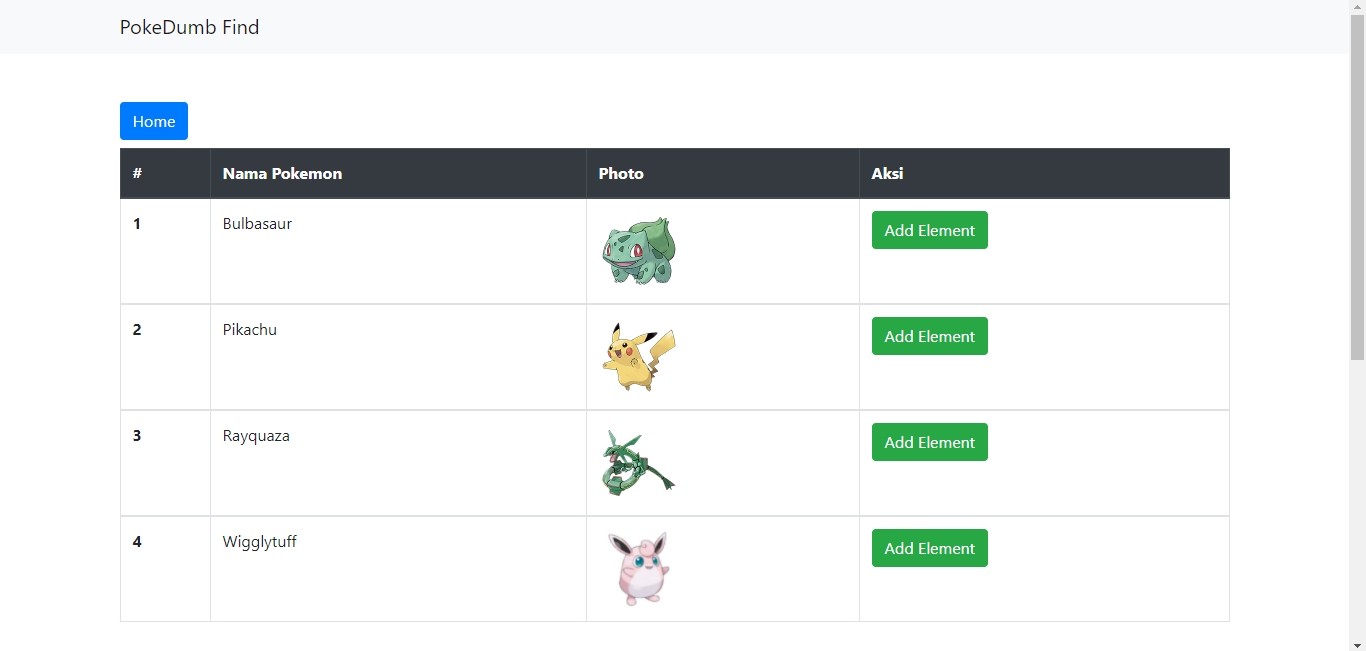 PokeDumb Find
Home
# Nama Pokemon Photo Aksi
1 Bulbasaur Add Element
2 Pikachu Add Element
3 Rayquaza Add Element
4 Wigglytuff Add Element